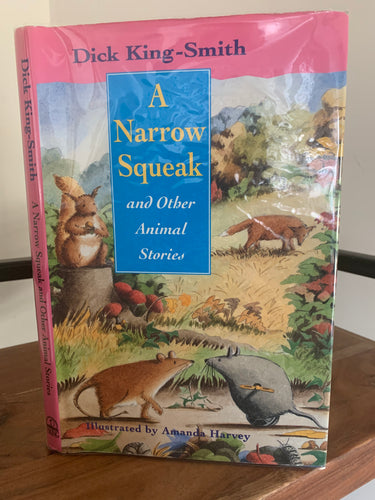 Dick King-Smith
A
Narrow
Squeak
and Other
Animal
Stories
Illustrated by Amanda Harvey
Dick King-Smith
A Narrow Squeak and Other Animal Stories